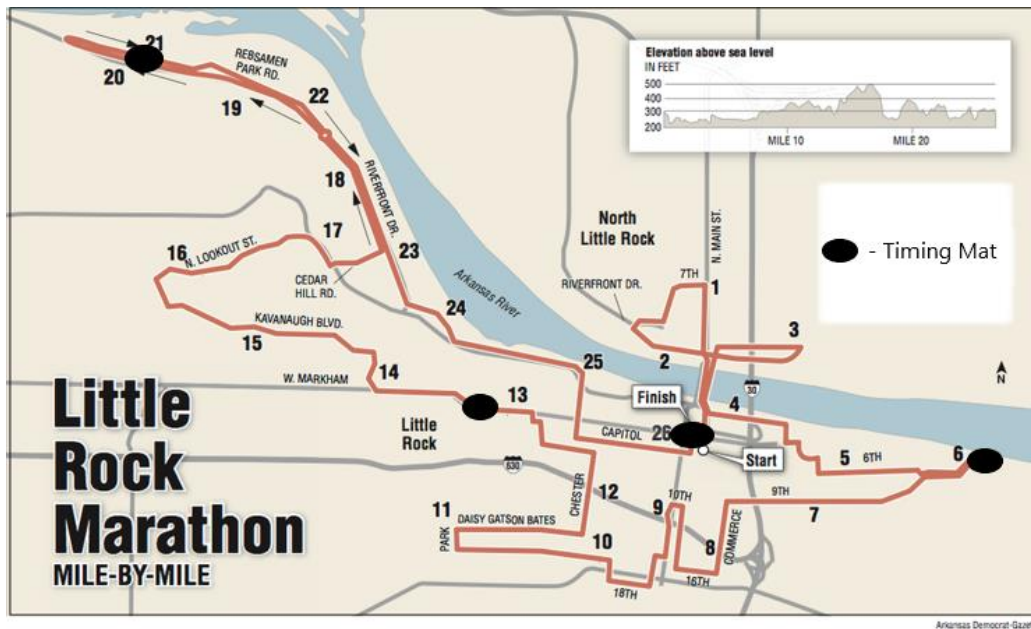 21
20
REBSAMEN
PARK RD.
19
22
18
RIVERFRONT DR.
17
16
N. LOOKOUT ST.
23
CEDAR
HILL RD.
24
KAVANAUGH BLVD.
15
14
W. MARKHAM
13
25
Arkansas River
North
Little Rock
RIVERFRONT DR.
7TH
N. MAIN ST.
1
2
3
4
30
N
Elevation above sea level
IN FEET
500
400
300
200
MILE 10
MILE 20
- Timing Mat
Finish
26
CAPITOL
Start
Little
Rock
630
5
6TH
6
9TH
7
10TH
9
8
COMMERCE
16TH
12
CHESTER
11
DAISY GATSON BATES
PARK
10
18TH
Little
Rock
Marathon
MILE-BY-MILE
Arkansas Democrat-Gazet